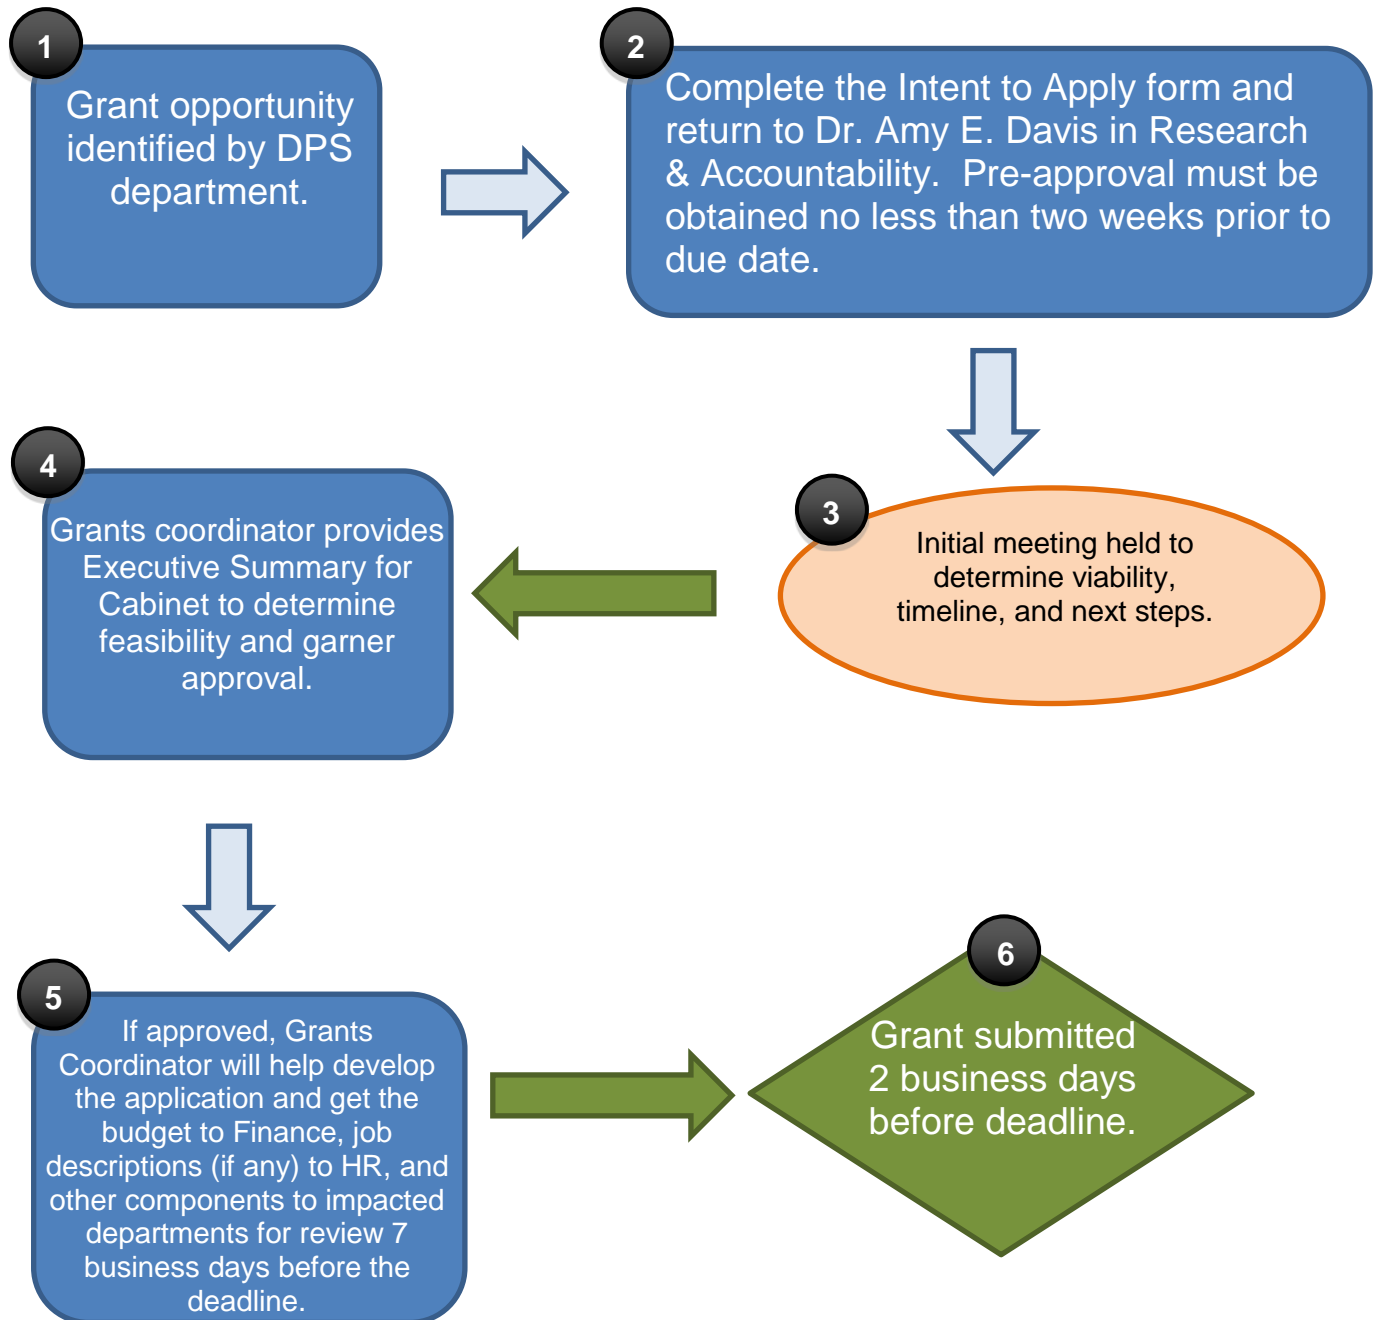 1
Grant opportunity
identified by DPS
department.
2
Complete the Intent to Apply form and
return to Dr. Amy E. Davis in Research
& Accountability.  Pre-approval must be
obtained no less than two weeks prior to
due date.
3
Initial meeting held to
determine viability,
timeline, and next steps.
4
Grants coordinator provides
Executive Summary for
Cabinet to determine
feasibility and garner
approval.
5
If approved, Grants
Coordinator will help develop
the application and get the
budget to Finance, job
descriptions (if any) to HR, and
other components to impacted
departments for review 7
business days before the
deadline.
6
Grant submitted
2 business days
before deadline.